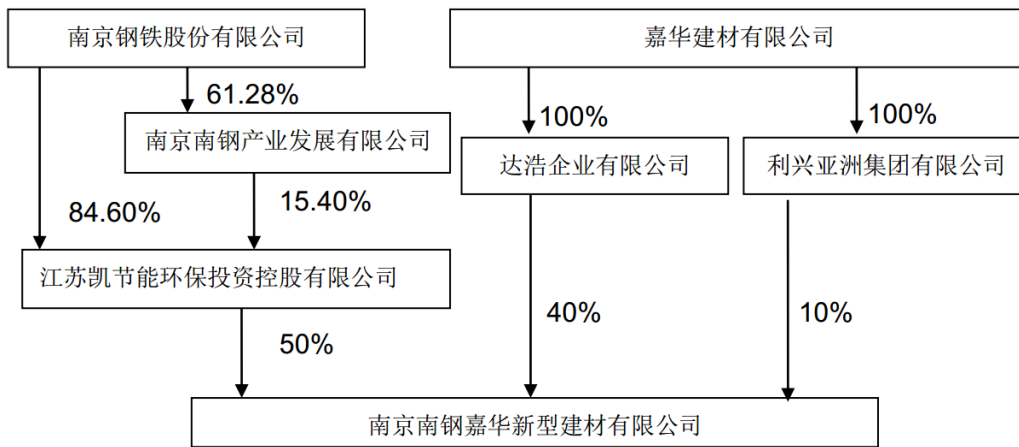 南京钢铁股份有限公司
嘉华建材有限公司
61.28%
100%
100%
南京南钢产业发展有限公司
达浩企业有限公司
利兴亚洲集团有限公司
84.60%
15.40%
江苏凯节能环保投资控股有限公司
50%
40%
10%
南京南钢嘉华新型建材有限公司